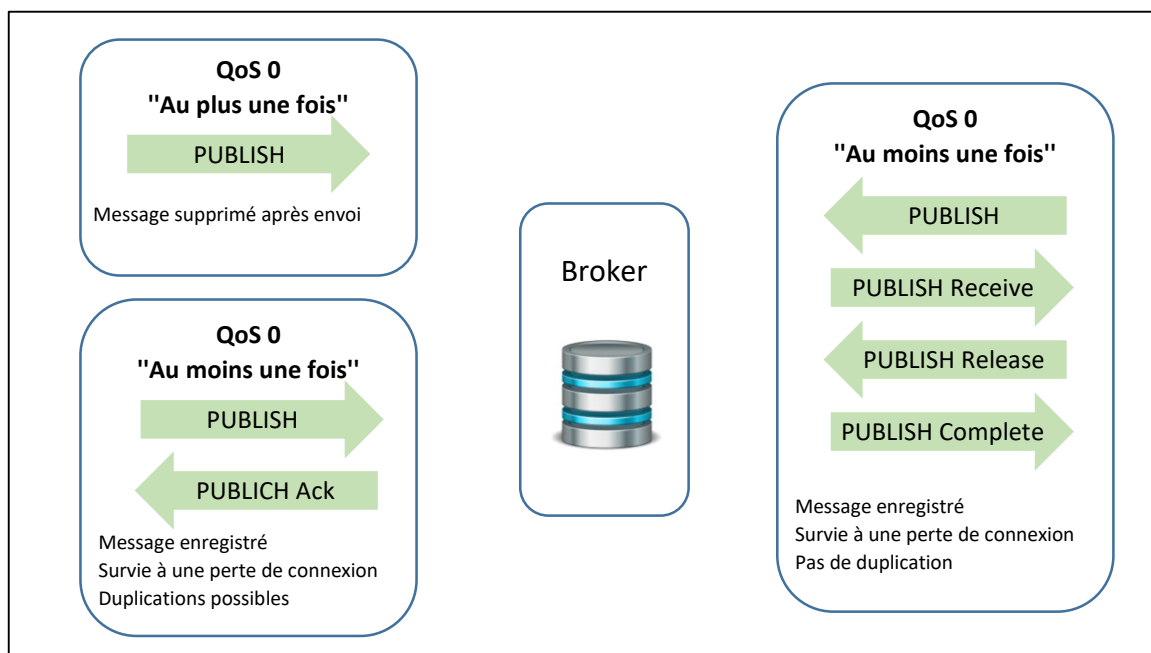 QoS 0
"Au plus une fois"
PUBLISH
Message supprimé après envoi
QoS 0
"Au moins une fois"
PUBLISH
PUBLICH Ack
Message enregistré
Survie à une perte de connexion
Duplications possibles
Broker
QoS 0
"Au moins une fois"
PUBLISH
PUBLISH Receive
PUBLISH Release
PUBLISH Complete
Message enregistré
Survie à une perte de connexion
Pas de duplication